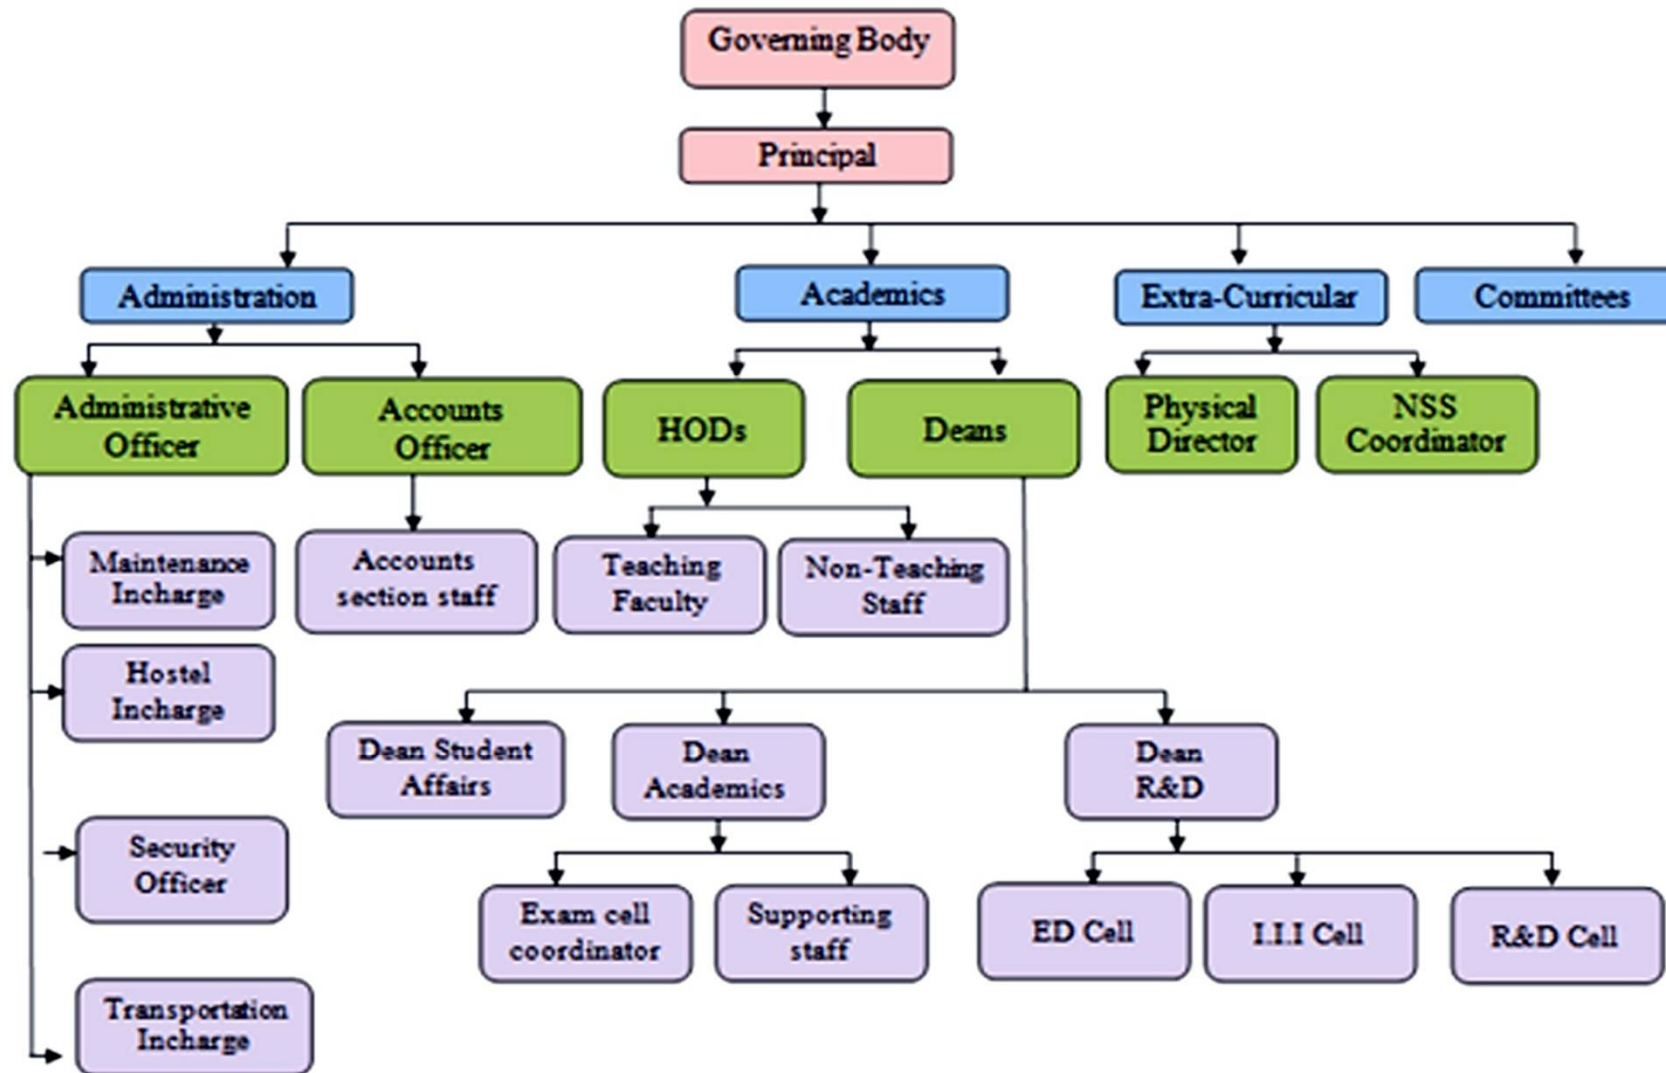 Governing Body
Principal
Administration
Academics
Extra-Curricular
Committees
Administrative
Officer
Accounts
Officer
HODs
Deans
Physical
Director
NSS
Coordinator
Maintenance
Incharge
Accounts
section staff
Teaching
Faculty
Non-Teaching
Staff
Hostel
Incharge
Dean Student
Affairs
Dean
Academics
Dean
R&D
Security
Officer
Exam cell
coordinator
Supporting
staff
ED Cell
I.I.I Cell
R&D Cell
Transportation
Incharge